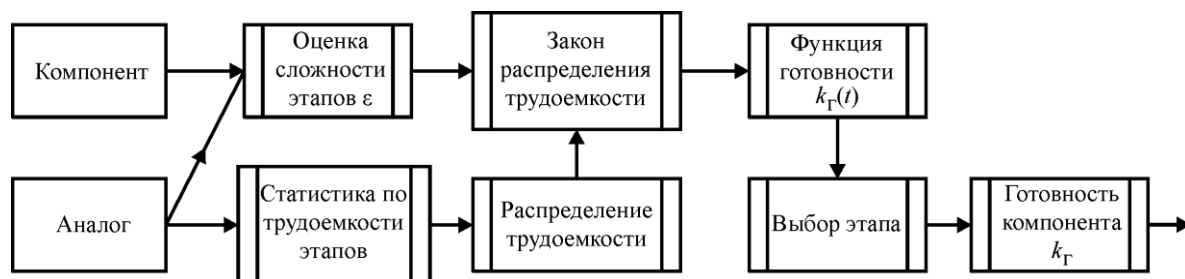 Компонент
Оценка
сложности
этапов ε
Закон
распределения
трудоемкости
Функция
готовности
kг(t)
Аналог
Статистика по
трудоемкости
этапов
Распределение
трудоемкости
Выбор этапа
Готовность
компонента
kг